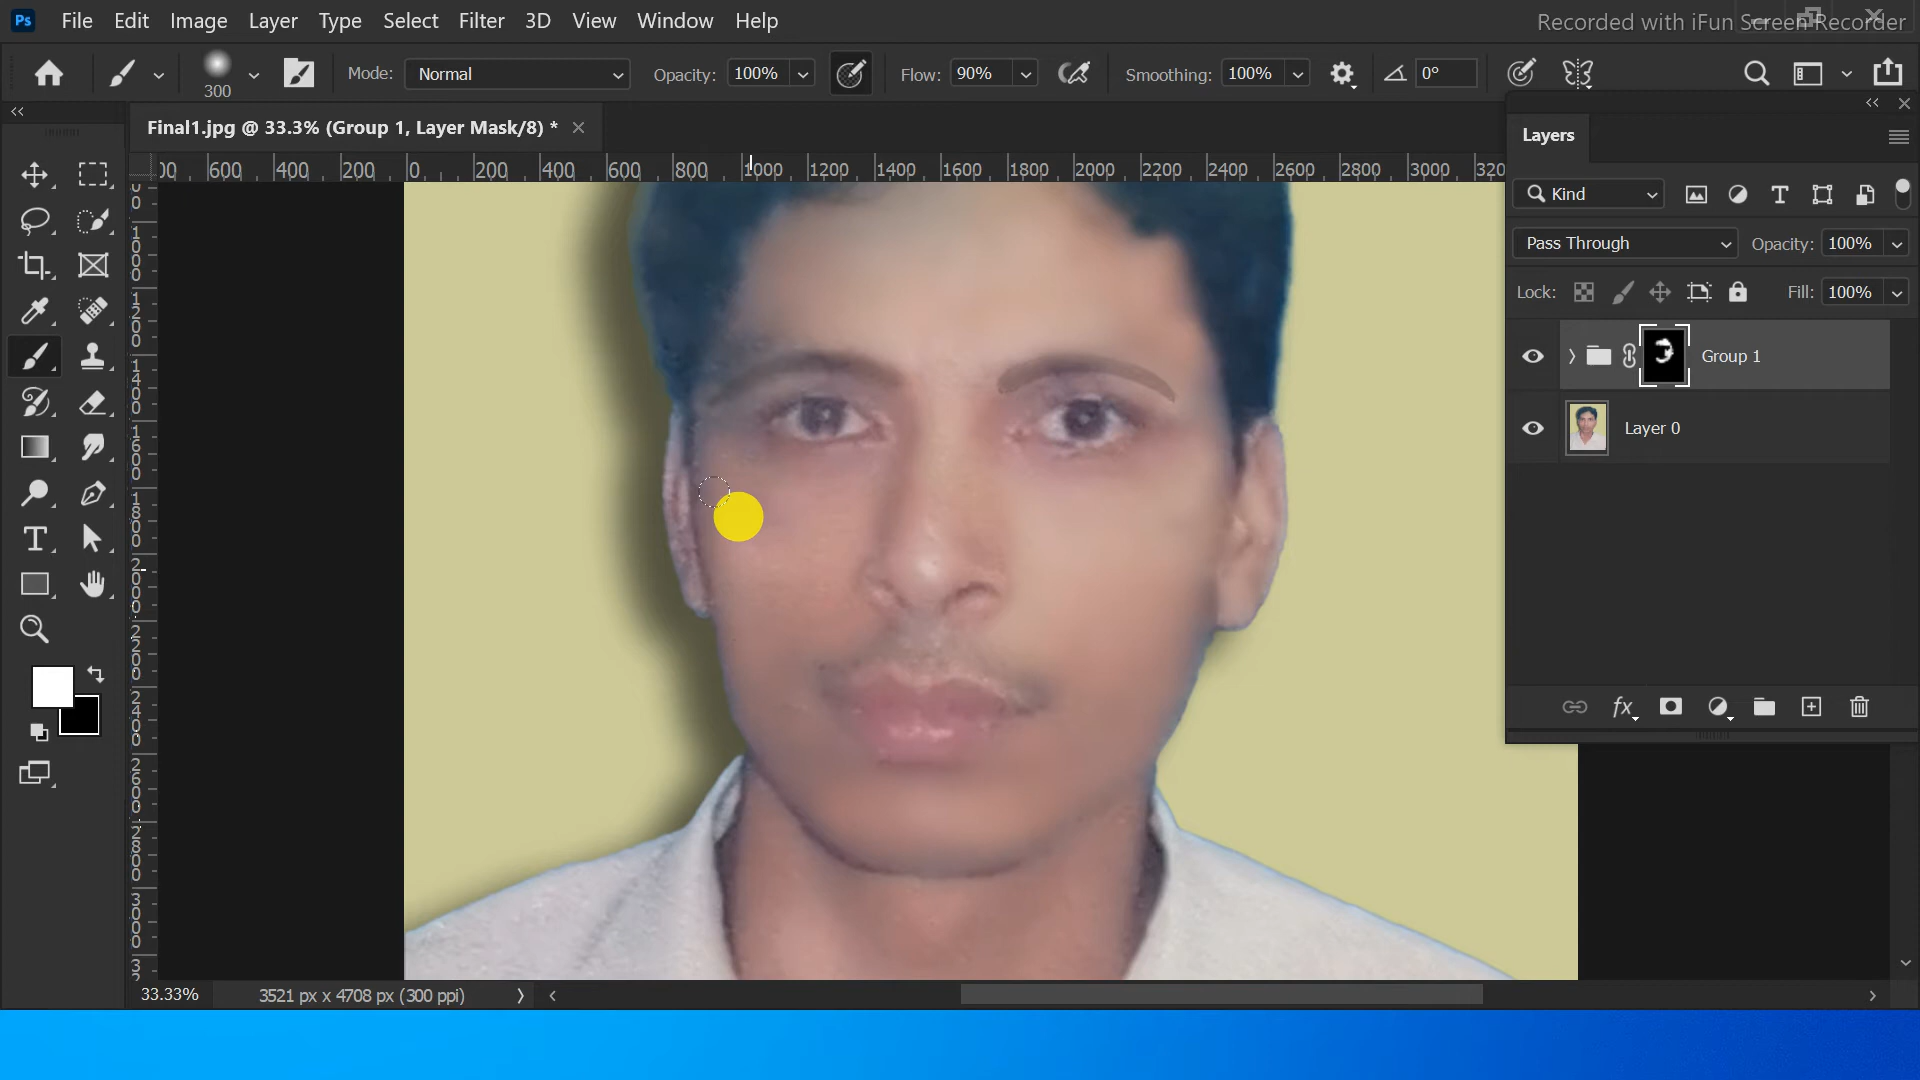 Ps File Edit Image Layer Type Select Filter 3D View Window Help
Recorded with iFun Screen Recorder
300 Mode: Normal Opacity: 100% Flow: 90% Smoothing: 100% 0°
Final1.jpg @ 33.3% (Group 1, Layer Mask/8) *
600 400 200 0 200 400 600 800 1000 1200 1400 1600 1800 2000 2200 2400 2600 2800 3000
Layers
Kind
Pass Through Opacity: 100%
Lock: Fill: 100%
Group 1
Layer 0
fx
33.33% 3521 px x 4708 px (300 ppi)